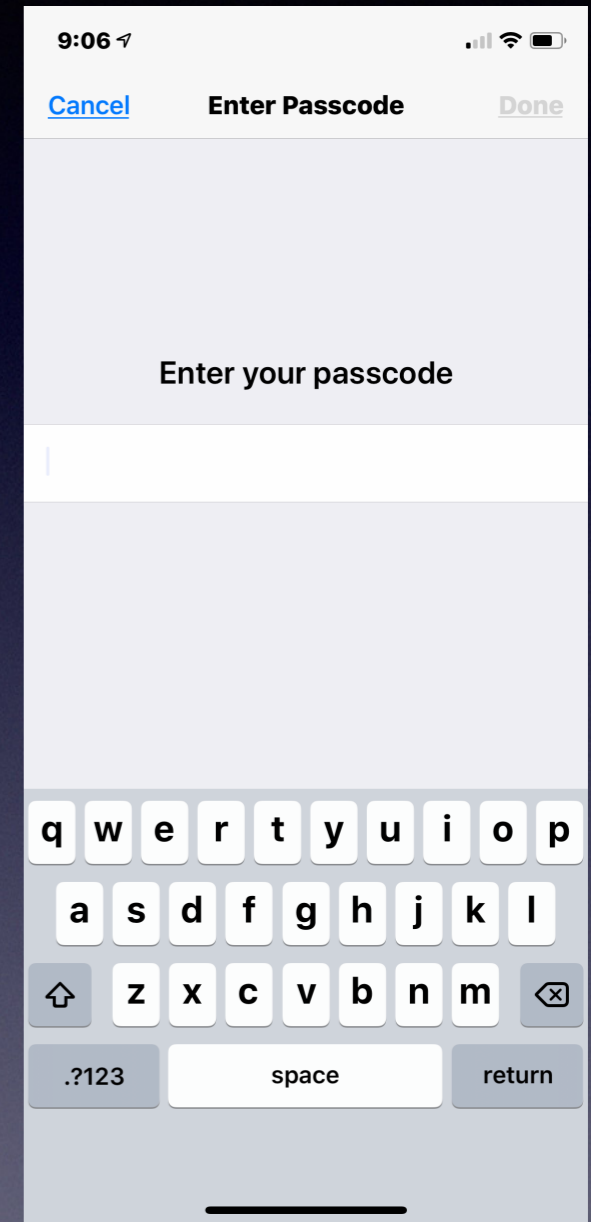 9:06
Cancel Enter Passcode Done
Enter your passcode
q w e r t y u i o p
a s d f g h j k l
z x c v b n m
.?123 space return